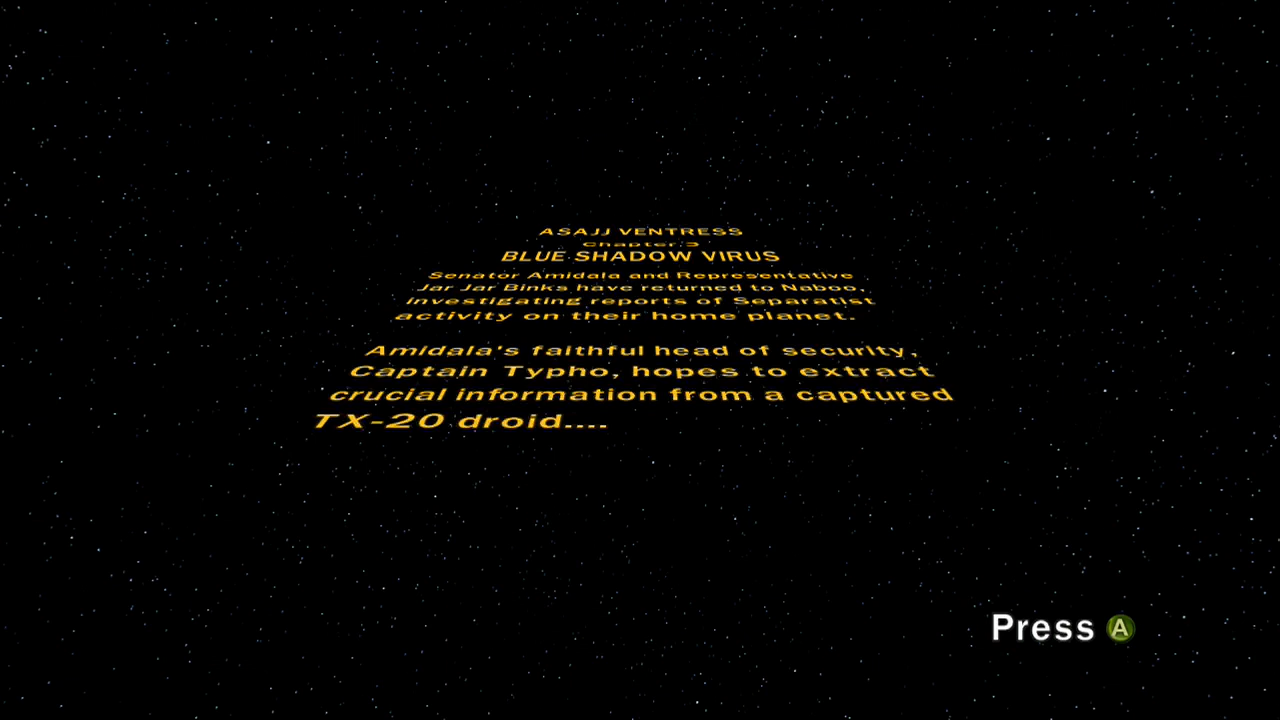 ASAJJ VENTRESS
Chapter 3
BLUE SHADOW VIRUS
Senator Amidala and Representative
Jar Jar Binks have returned to Naboo,
investigating reports of Separatist
activity on their home planet.
Amidala's faithful head of security,
Captain Typho, hopes to extract
crucial information from a captured
TX-20 droid....
Press A